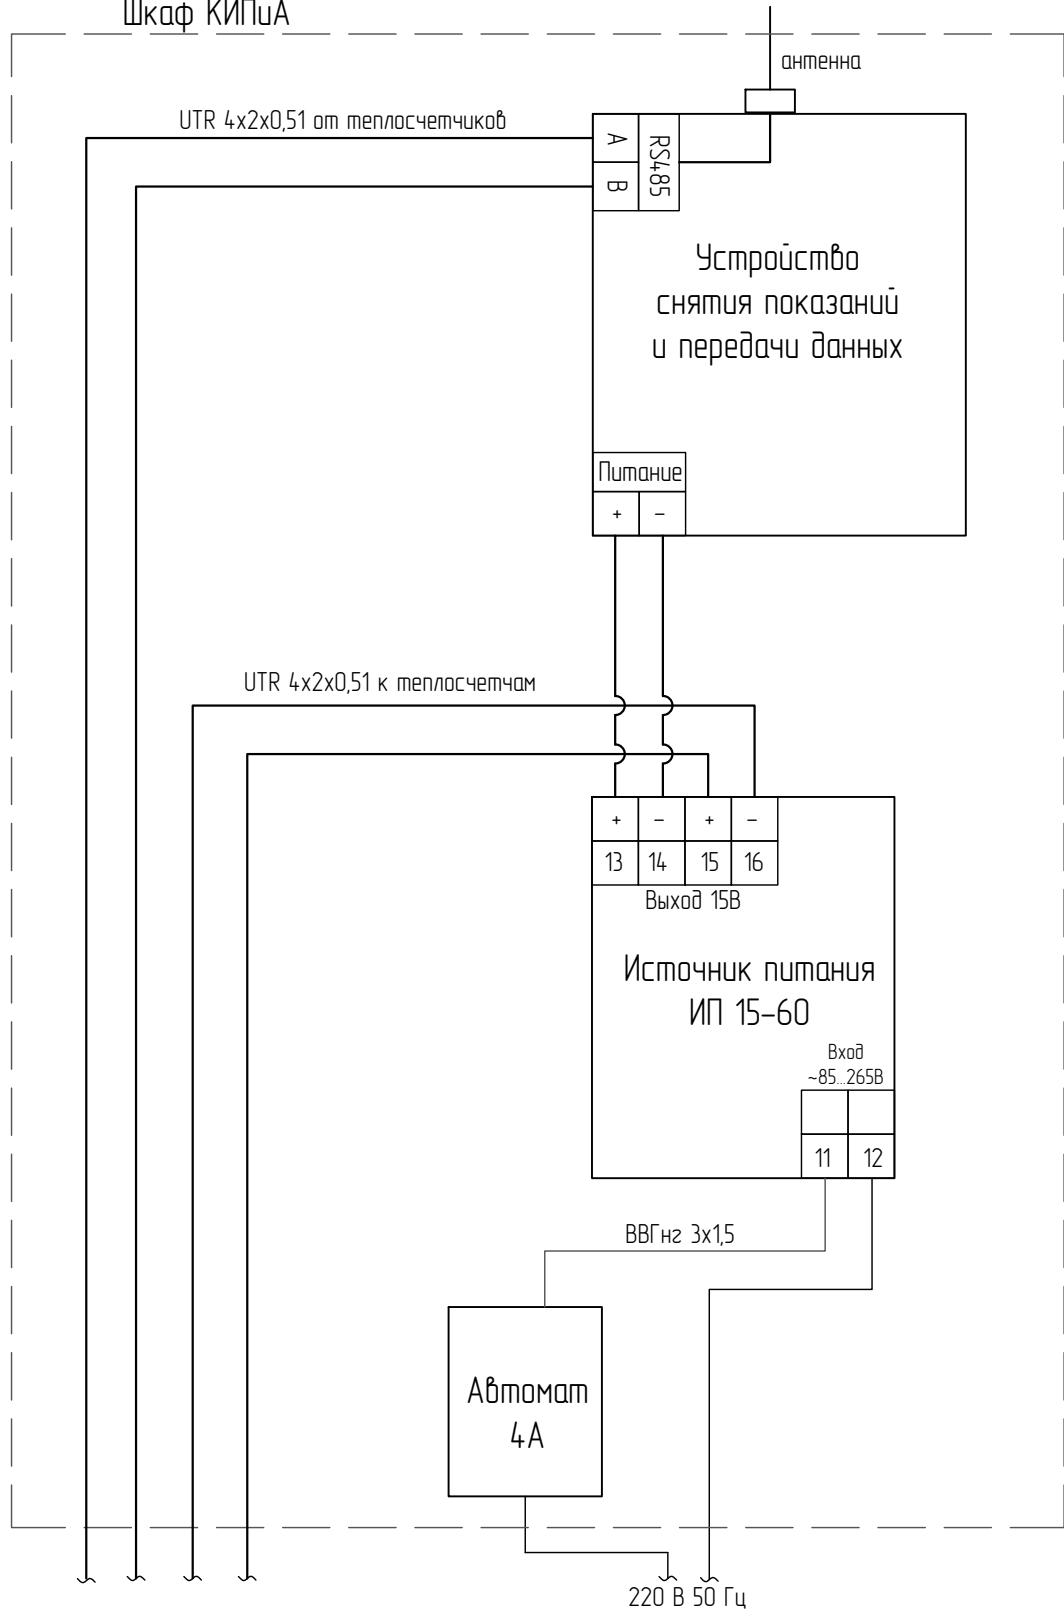 Шкаф КИПиА
антенна
UTR 4х2х0,51 от теплосчетчиков
A
B
RS485
Устройство
снятия показаний
и передачи данных
Питание
+ –
UTR 4х2х0,51 к теплосчетчам
+ – + –
13 14 15 16
Выход 15В
Источник питания
ИП 15-60
Вход
~85...265В
11 12
ВВГнг 3х1,5
Автомат
4А
220 В 50 Гц